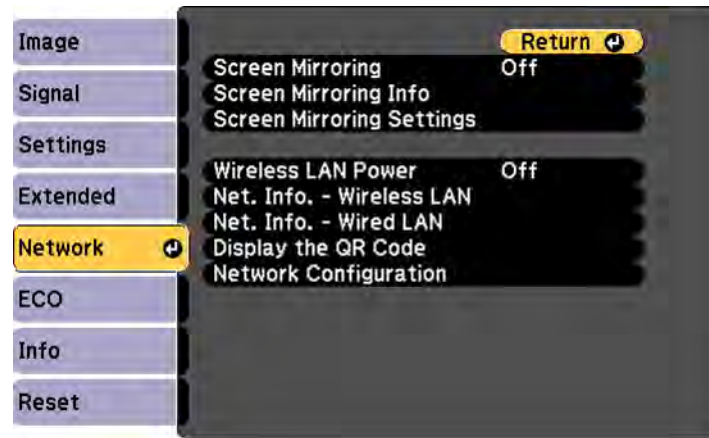 Image
Signal
Settings
Extended
Network
ECO
Info
Reset
Return
Screen Mirroring Off
Screen Mirroring Info
Screen Mirroring Settings
Wireless LAN Power Off
Net. Info. - Wireless LAN
Net. Info. - Wired LAN
Display the QR Code
Network Configuration